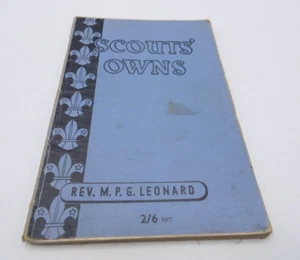 SCOUTS'
OWNS
REV. M. P. G. LEONARD
2/6 NET